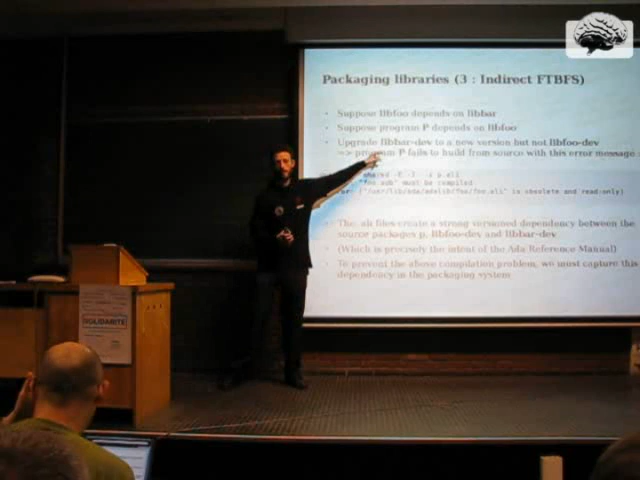 Packaging libraries (3 : Indirect FTBFS)
Suppose libfoo depends on libbar
Suppose program P depends on libfoo
Upgrade libbar-dev to a new version but not libfoo-dev
=> program P fails to build from source with this error message :
"foo.adb" must be compiled
("/usr/lib/ada/adalib/foo/foo.ali" is obsolete and read-only)
The .ali files create a strong versioned dependency between the
source packages p, libfoo-dev and libbar-dev
(Which is precisely the intent of the Ada Reference Manual)
To prevent the above compilation problem, we must capture this
dependency in the packaging system
SOLIDARITE